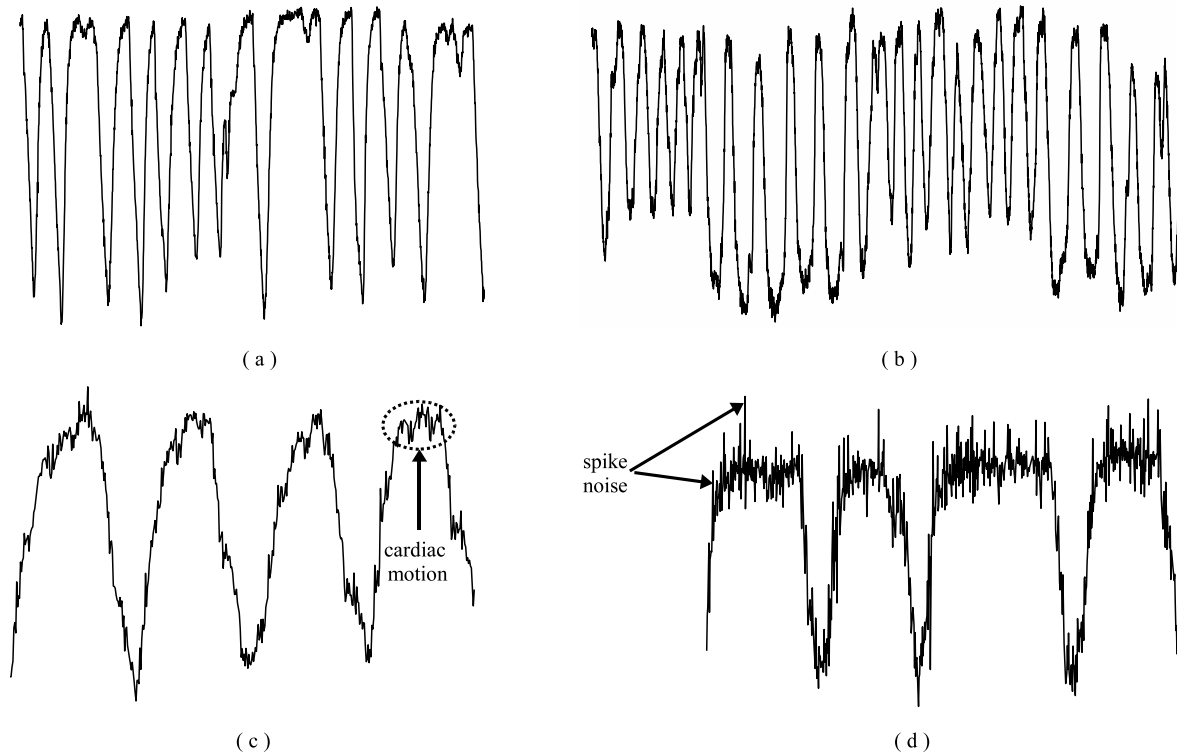 ( a )
( b )
cardiac
motion
spike
noise
( c )
( d )